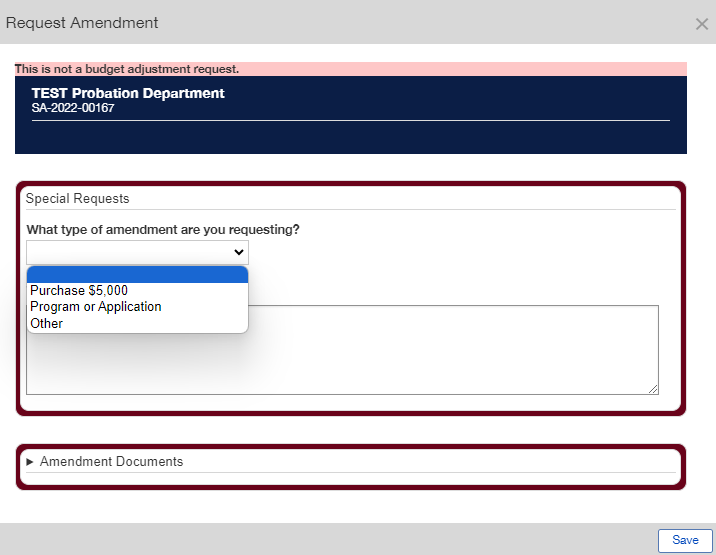 Request Amendment
This is not a budget adjustment request.
TEST Probation Department
SA-2022-00167
Special Requests
What type of amendment are you requesting?
Purchase $5,000
Program or Application
Other
Amendment Documents
Save